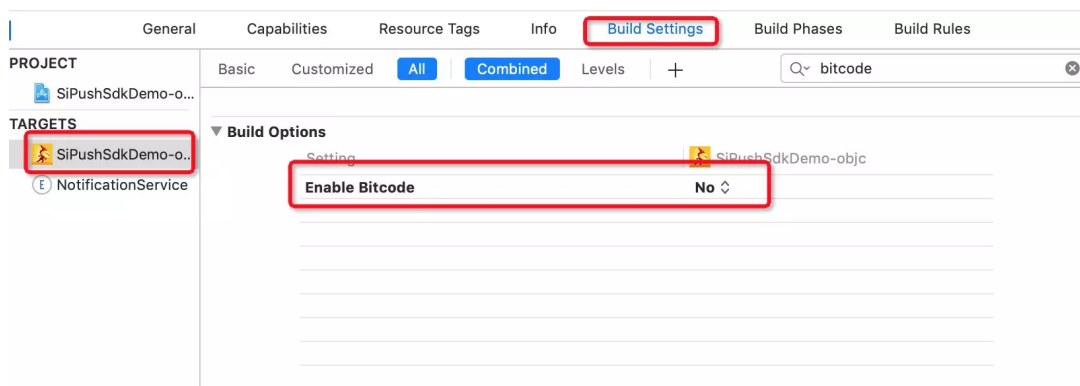 General Capabilities Resource Tags Info Build Settings Build Phases Build Rules
PROJECT
SiPushSdkDemo-o...
TARGETS
SiPushSdkDemo-o..
E NotificationService
Basic Customized All Combined Levels + bitcode
Build Options
Setting SiPushSdkDemo-objc
Enable Bitcode No